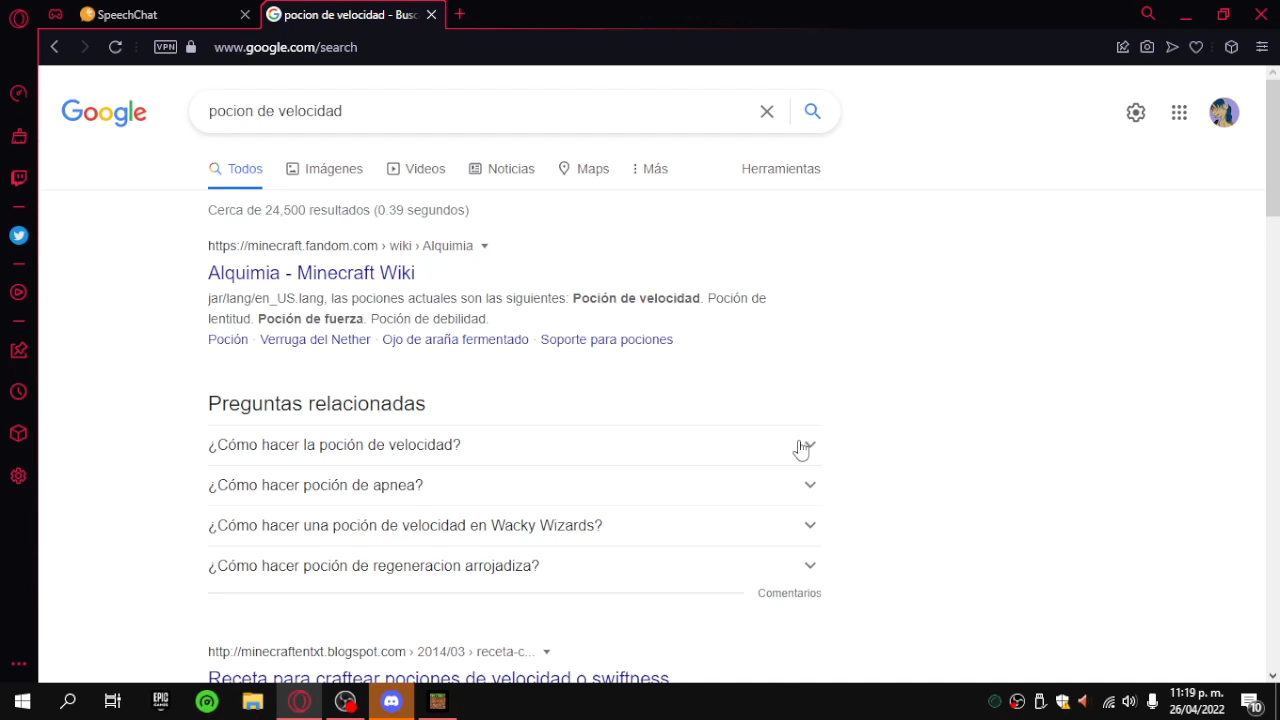 SpeechChat
pocion de velocidad - Busc
VPN
www.google.com/search
Google
pocion de velocidad
Todos
Imágenes
Videos
Noticias
Maps
Más
Herramientas
Cerca de 24,500 resultados (0.39 segundos)
https://minecraft.fandom.com › wiki › Alquimia
Alquimia - Minecraft Wiki
jar/lang/en_US.lang, las pociones actuales son las siguientes: Poción de velocidad. Poción de
lentitud. Poción de fuerza. Poción de debilidad.
Poción · Verruga del Nether · Ojo de araña fermentado · Soporte para pociones
Preguntas relacionadas
¿Cómo hacer la poción de velocidad?
¿Cómo hacer poción de apnea?
¿Cómo hacer una poción de velocidad en Wacky Wizards?
¿Cómo hacer poción de regeneracion arrojadiza?
Comentarios
http://minecraftentxt.blogspot.com › 2014/03 › receta-c...
Receta para craftear pociones de velocidad o swiftness
EPIC GAMES
11:19 p. m.
26/04/2022
10